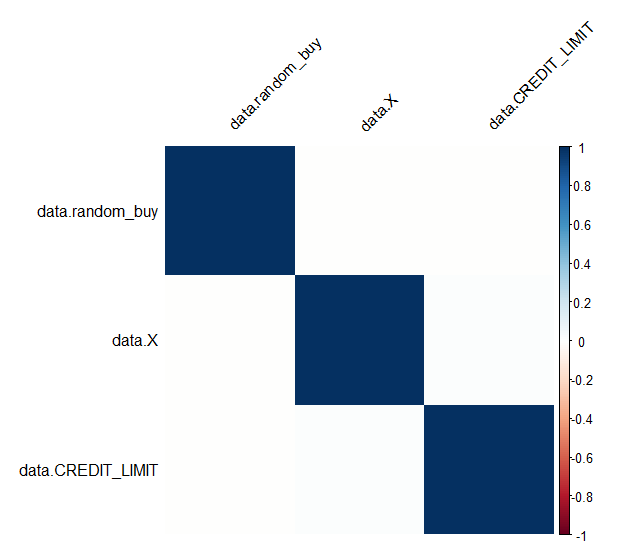 data.random_buy
data.X
data.CREDIT_LIMIT
data.random_buy
data.X
data.CREDIT_LIMIT
1
0.8
0.6
0.4
0.2
0
-0.2
-0.4
-0.6
-0.8
-1